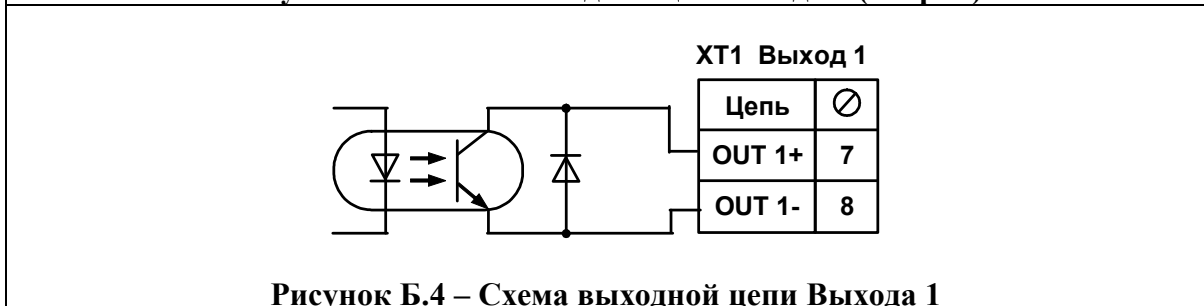 XT1 Выход 1
Цепь
OUT 1+ 7
OUT 1- 8
Рисунок Б.4 – Схема выходной цепи Выхода 1